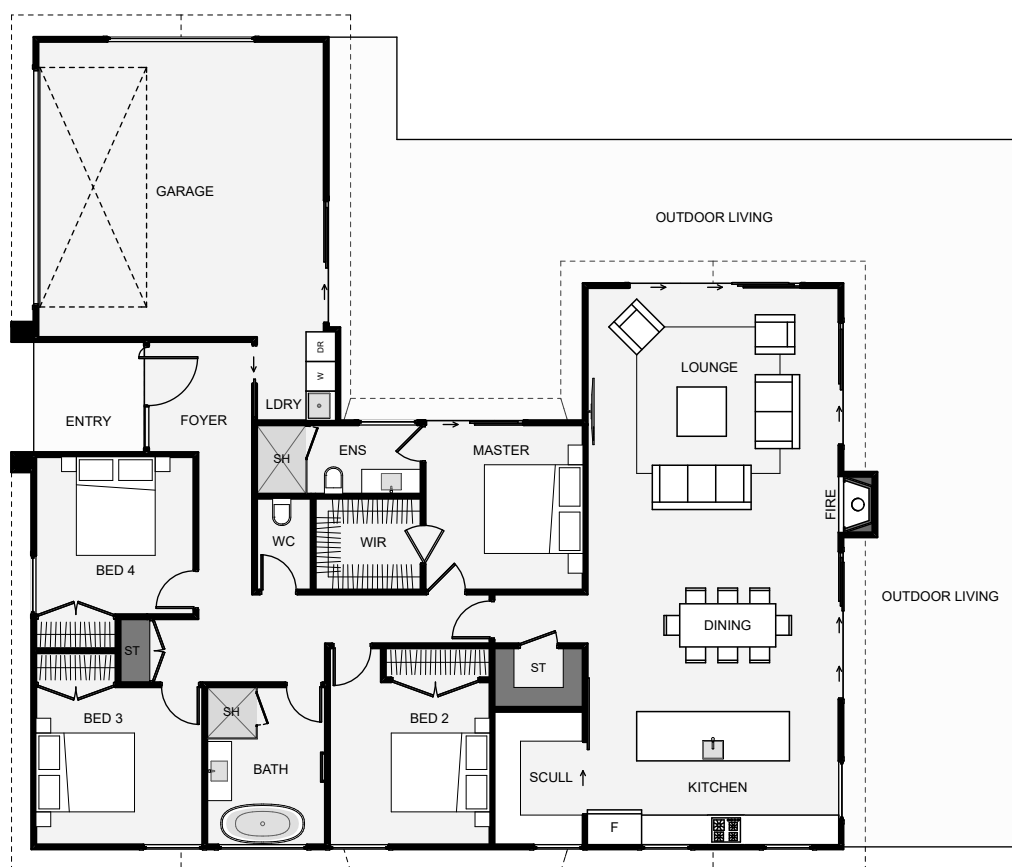 GARAGE
OUTDOOR LIVING
DR
LOUNGE
W
LDRY
ENTRY
FOYER
ENS
MASTER
SH
FIRE
WC
WIR
BED 4
OUTDOOR LIVING
DINING
ST
ST
SH
BED 3
BED 2
BATH
SCULL
KITCHEN
F